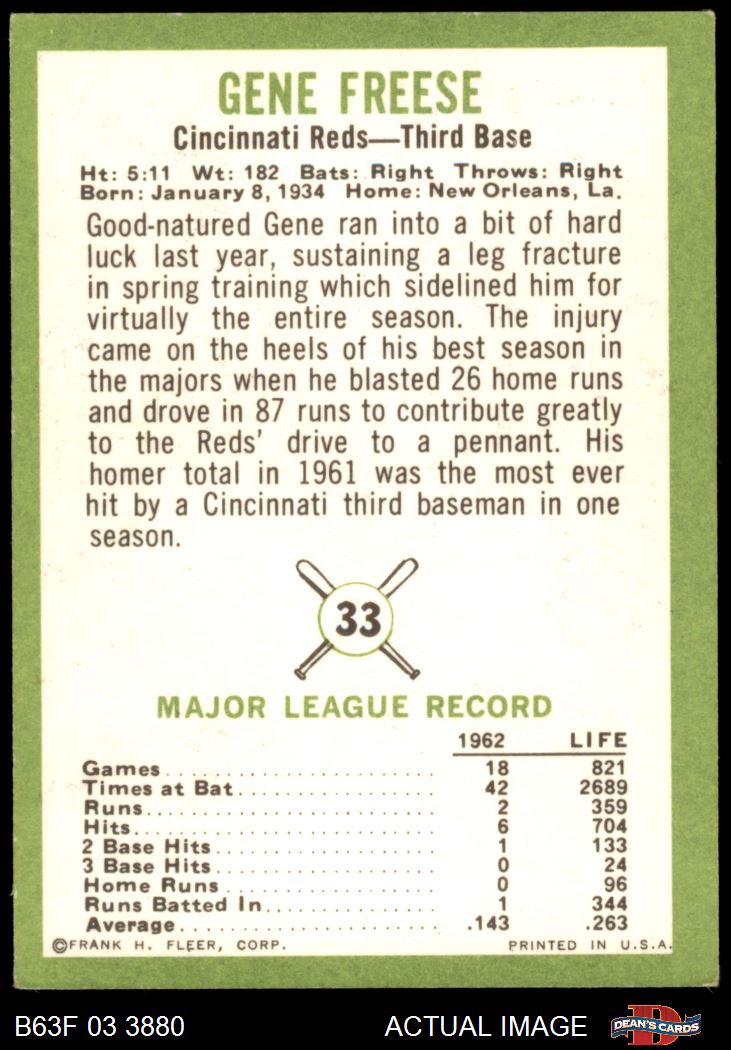 GENE FREESE
Cincinnati Reds—Third Base
Ht: 5:11 Wt: 182 Bats: Right Throws: Right
Born: January 8, 1934 Home: New Orleans, La.
Good-natured Gene ran into a bit of hard
luck last year, sustaining a leg fracture
in spring training which sidelined him for
virtually the entire season. The injury
came on the heels of his best season in
the majors when he blasted 26 home runs
and drove in 87 runs to contribute greatly
to the Reds' drive to a pennant. His
homer total in 1961 was the most ever
hit by a Cincinnati third baseman in one
season.
33
MAJOR LEAGUE RECORD
1962 LIFE
Games 18 821
Times at Bat 42 2689
Runs 2 359
Hits 6 704
2 Base Hits 1 133
3 Base Hits 0 24
Home Runs 0 96
Runs Batted In 1 344
Average .143 .263
©FRANK H. FLEER, CORP. PRINTED IN U.S.A.
B63F 03 3880 ACTUAL IMAGE D DEAN'S CARDS